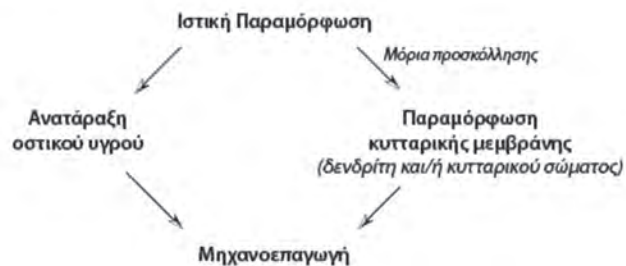 Ιστική Παραμόρφωση
Μόρια προσκόλλησης
Ανατάραξη
οστικού υγρού
Παραμόρφωση
κυτταρικής μεμβράνης
(δενδρίτη και/ή κυτταρικού σώματος)
Μηχανοεπαγωγή